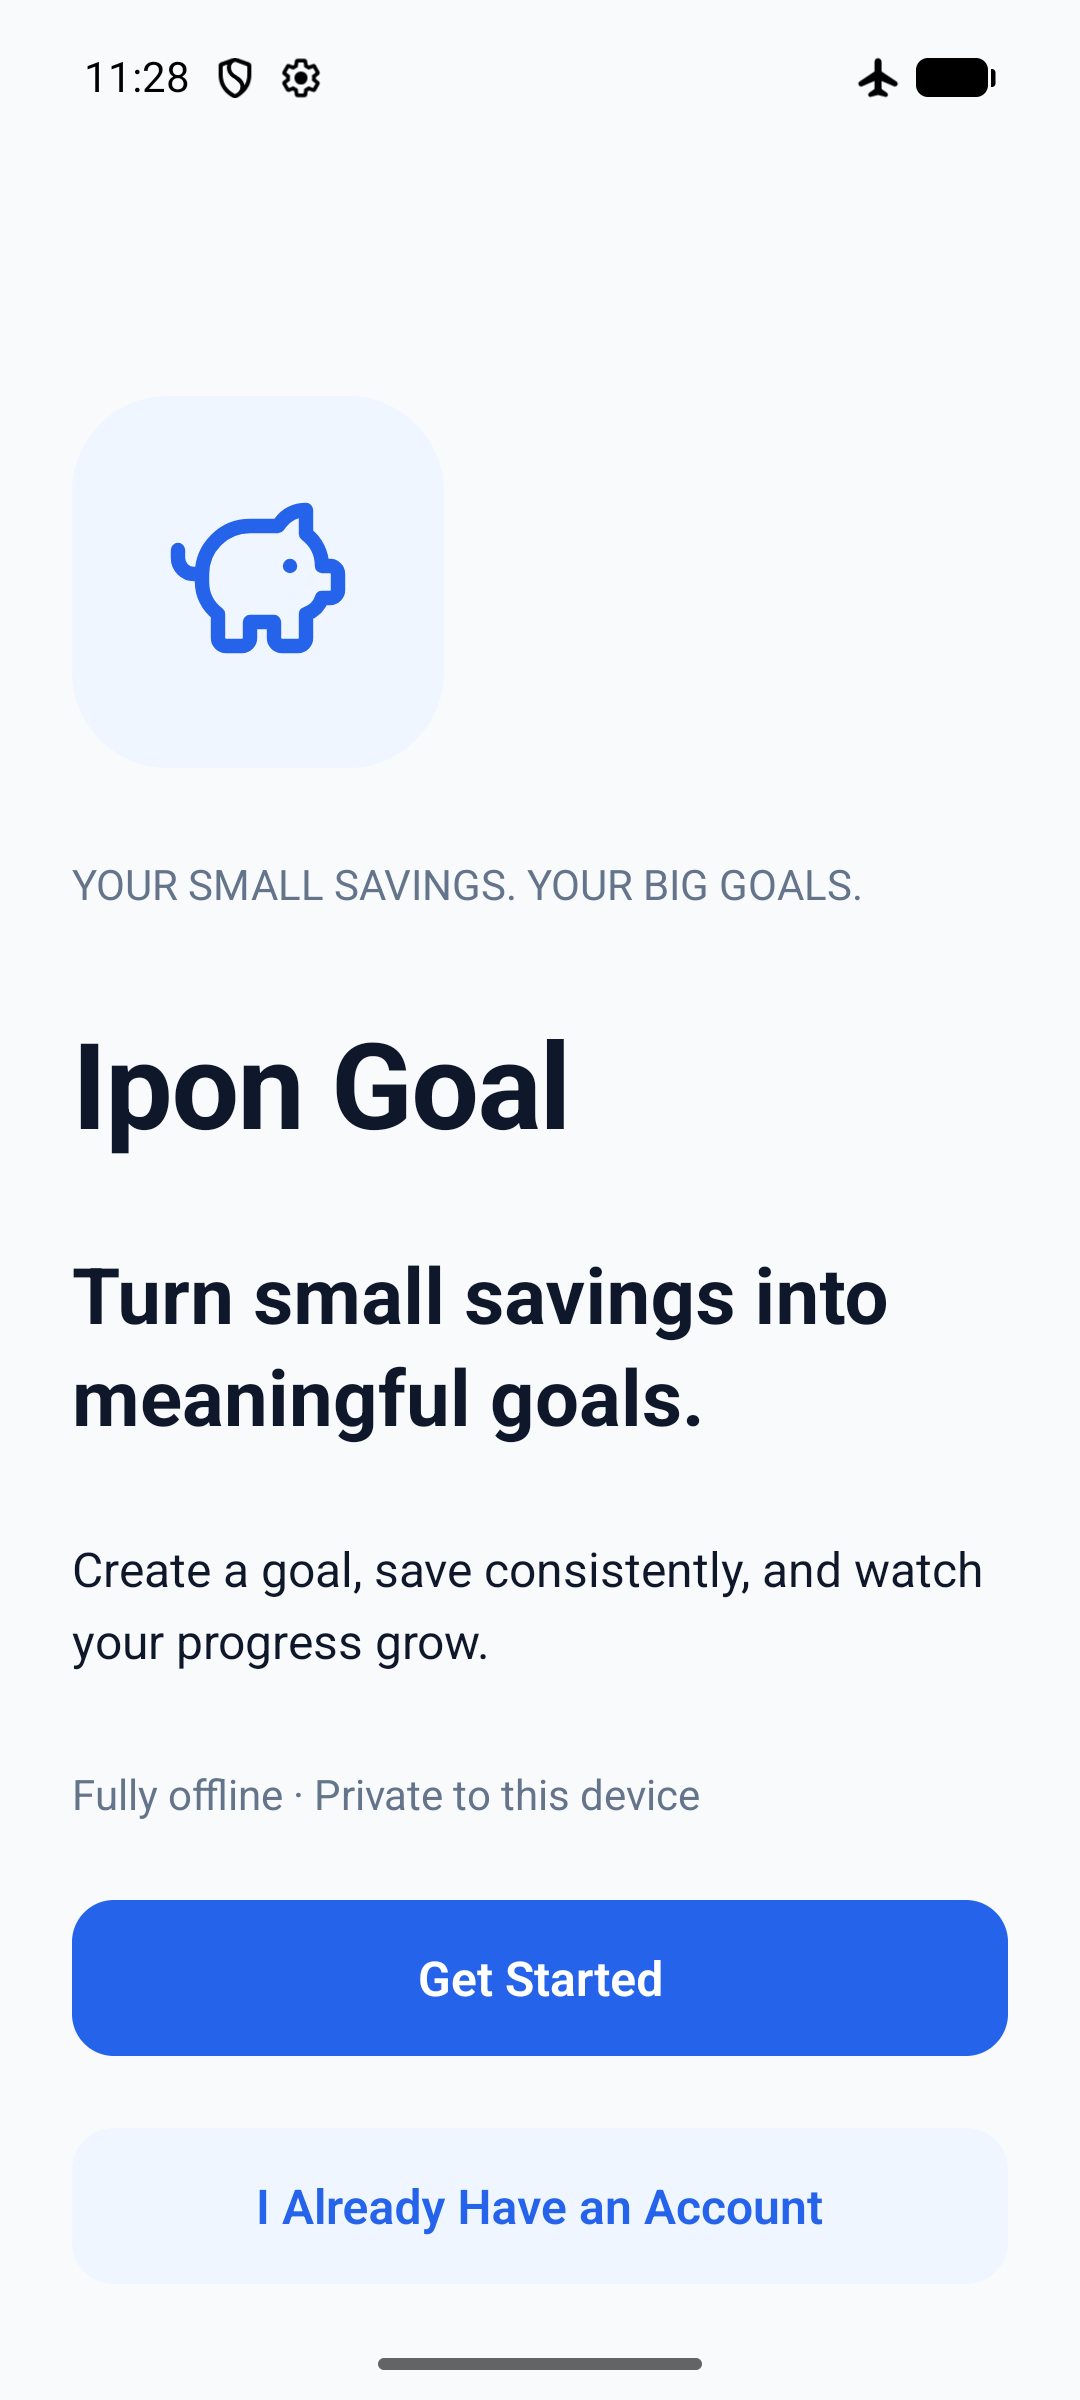 11:28
YOUR SMALL SAVINGS. YOUR BIG GOALS.
Ipon Goal
Turn small savings into
meaningful goals.
Create a goal, save consistently, and watch
your progress grow.
Fully offline · Private to this device
Get Started
I Already Have an Account